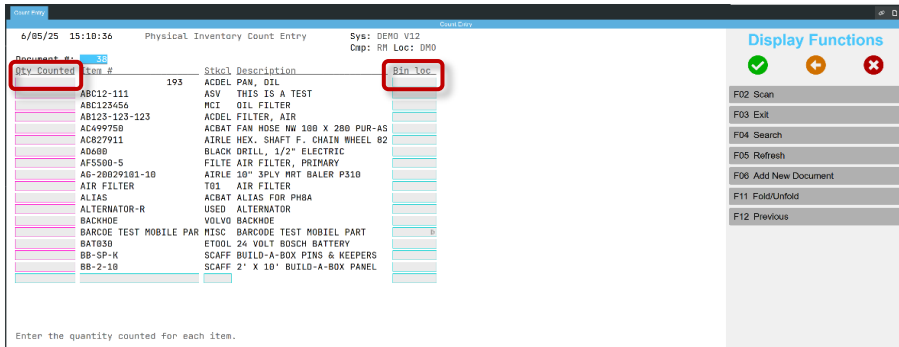 Count Entry
Count Entry
6/05/25 15:10:36 Physical Inventory Count Entry Sys: DEMO V12
Cmp: RM Loc: DMO
Document #: 38
Qty Counted Item # Stkcl Description Bin loc
193 ACDEL PAN, OIL
ABC12-111 ASV THIS IS A TEST
ABC123456 MCI OIL FILTER
AB123-123-123 ACDEL FILTER, AIR
AC499750 ACBAT FAN HOSE NW 100 X 280 PUR-AS
AC827911 AIRLE HEX. SHAFT F. CHAIN WHEEL 82
AD600 BLACK DRILL, 1/2" ELECTRIC
AF5500-5 FILTE AIR FILTER, PRIMARY
AG-20029101-10 AIRLE 10" 3PLY MRT BALER P310
AIR FILTER T01 AIR FILTER
ALIAS ACBAT ALIAS FOR PH8A
ALTERNATOR-R USED ALTERNATOR
BACKHOE VOLVO BACKHOE
BARCOE TEST MOBILE PAR MISC BARCODE TEST MOBIEL PART D
BAT030 ETOOL 24 VOLT BOSCH BATTERY
BB-SP-K SCAFF BUILD-A-BOX PINS & KEEPERS
BB-2-10 SCAFF 2' X 10' BUILD-A-BOX PANEL
Enter the quantity counted for each item.
Display Functions
F02 Scan
F03 Exit
F04 Search
F05 Refresh
F06 Add New Document
F11 Fold/Unfold
F12 Previous